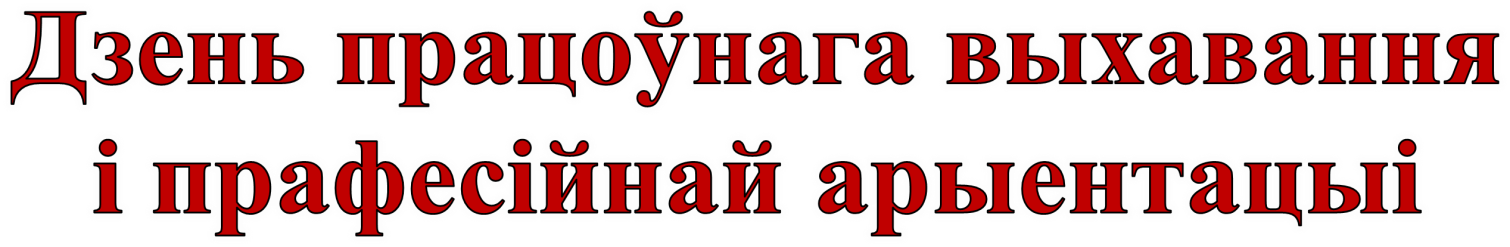 Дзень працоўнага выхавання
і прафесійнай арыентацыі